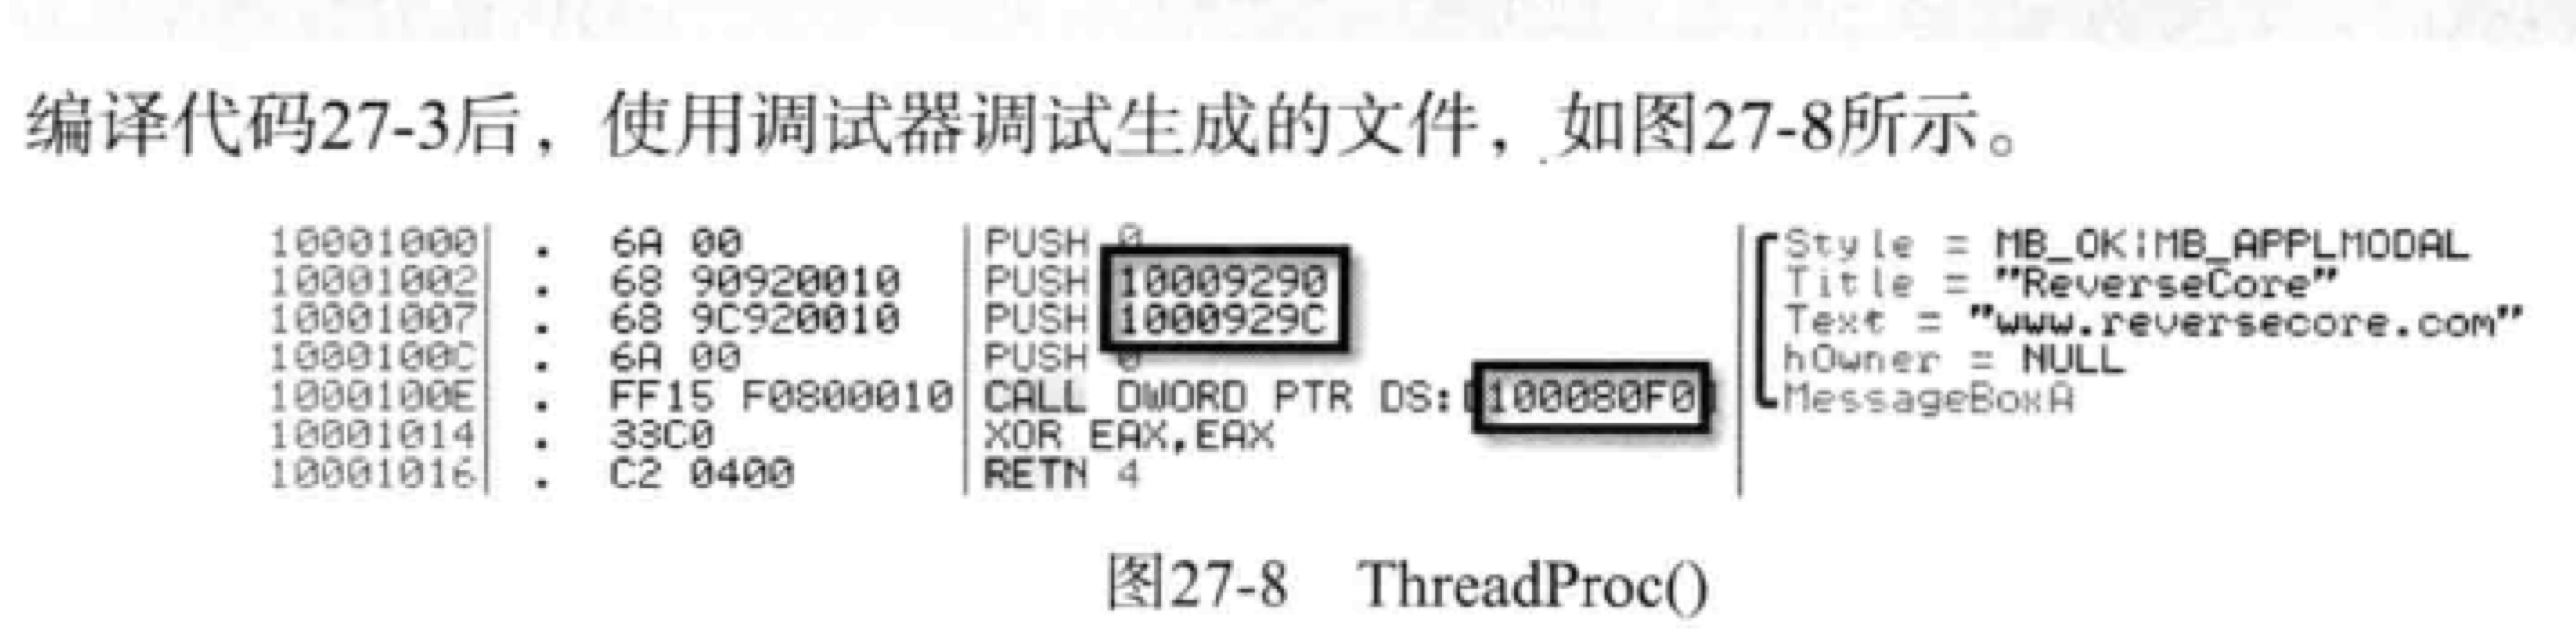 编译代码27-3后，使用调试器调试生成的文件，如图27-8所示。
10001000 . 6A 00 PUSH 0 Style = MB_OK|MB_APPLMODAL
10001002 . 68 90920010 PUSH 10009290 Title = "ReverseCore"
10001007 . 68 9C920010 PUSH 1000929C Text = "www.reversecore.com"
1000100C . 6A 00 PUSH 0 hOwner = NULL
1000100E . FF15 F0800010 CALL DWORD PTR DS:[100080F0] MessageBoxA
10001014 . 33C0 XOR EAX,EAX
10001016 . C2 0400 RETN 4
图27-8 ThreadProc()